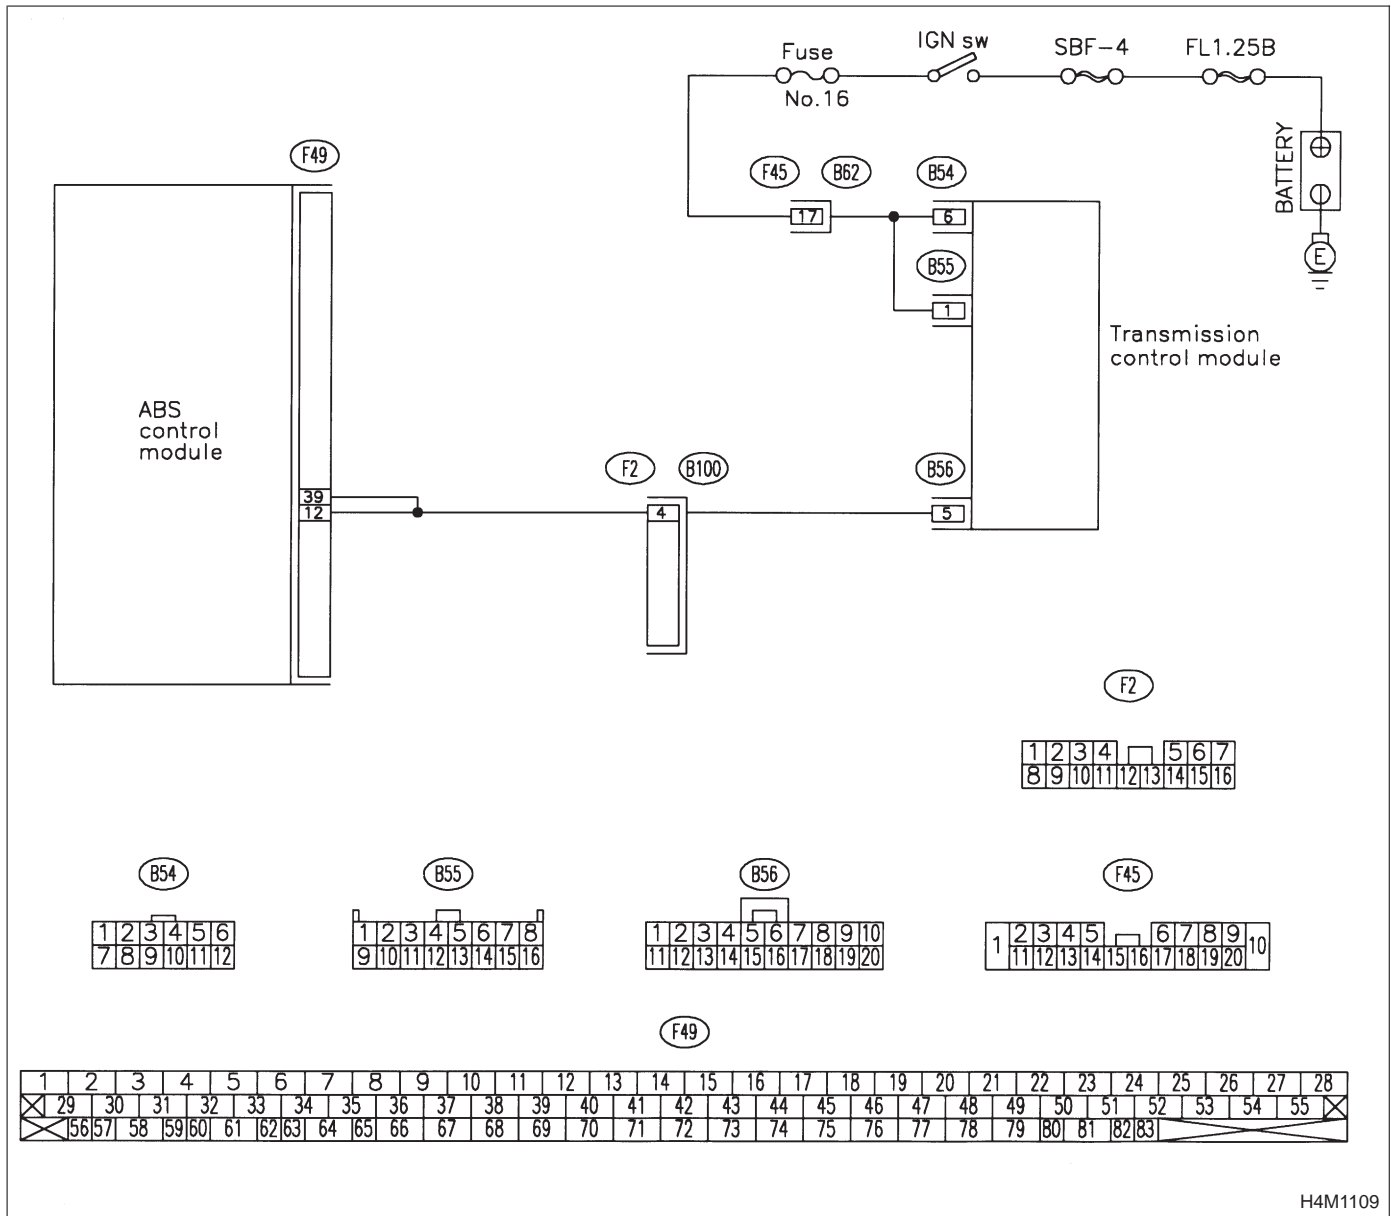 Fuse
No.16
IGN sw
SBF-4
FL1.25B
BATTERY
E
F49
F45
B62
B54
17
6
B55
1
Transmission
control module
ABS
control
module
F2
B100
B56
39
12
4
5
F2
1 2 3 4 5 6 7
8 9 10 11 12 13 14 15 16
B54
1 2 3 4 5 6
7 8 9 10 11 12
B55
1 2 3 4 5 6 7 8
9 10 11 12 13 14 15 16
B56
1 2 3 4 5 6 7 8 9 10
11 12 13 14 15 16 17 18 19 20
F45
1 2 3 4 5 6 7 8 9 10
11 12 13 14 15 16 17 18 19 20
F49
1 2 3 4 5 6 7 8 9 10 11 12 13 14 15 16 17 18 19 20 21 22 23 24 25 26 27 28
29 30 31 32 33 34 35 36 37 38 39 40 41 42 43 44 45 46 47 48 49 50 51 52 53 54 55
56 57 58 59 60 61 62 63 64 65 66 67 68 69 70 71 72 73 74 75 76 77 78 79 80 81 82 83
H4M1109